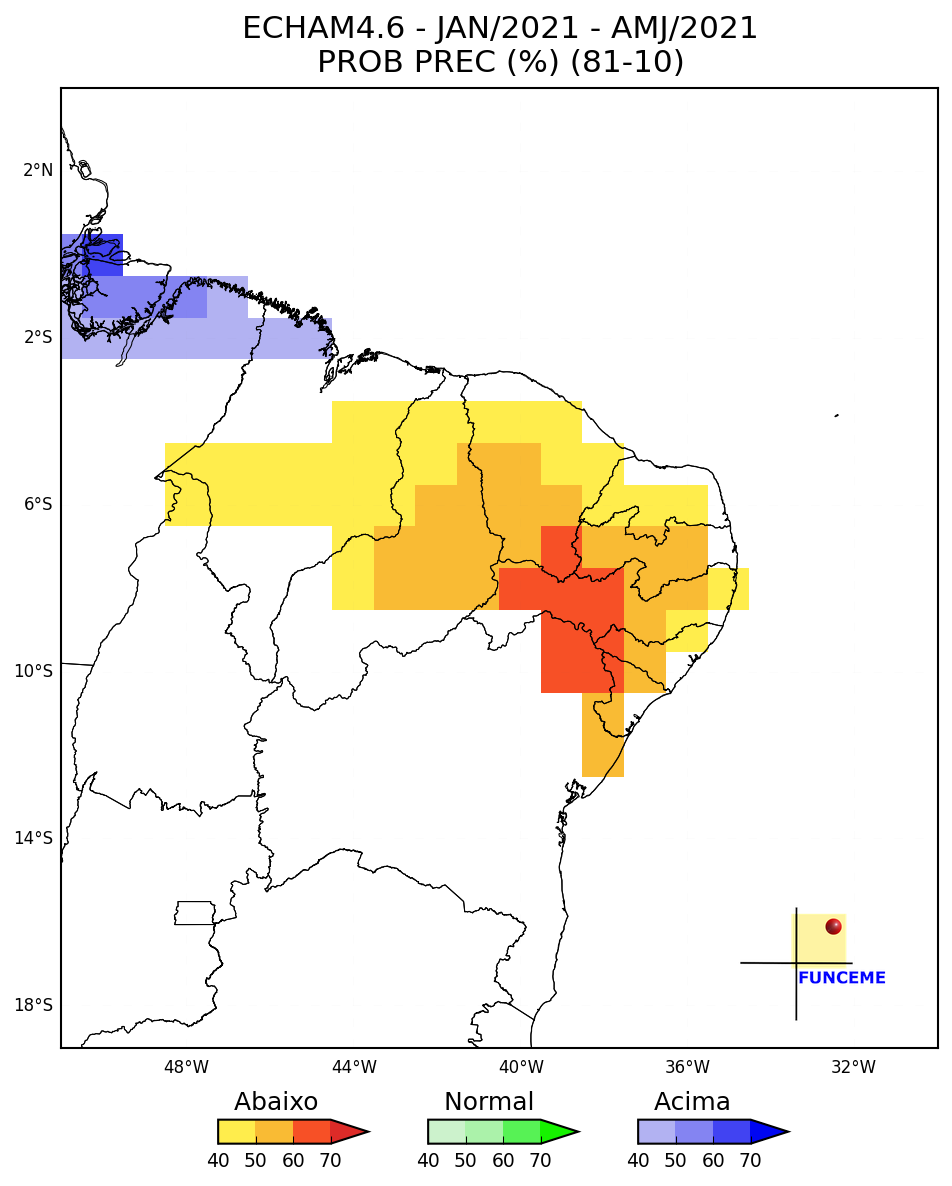 ECHAM4.6 - JAN/2021 - AMJ/2021
PROB PREC (%) (81-10)
2°N
2°S
6°S
10°S
14°S
18°S
FUNCEME
48°W 44°W 40°W 36°W 32°W
Abaixo Normal Acima
40 50 60 70 40 50 60 70 40 50 60 70